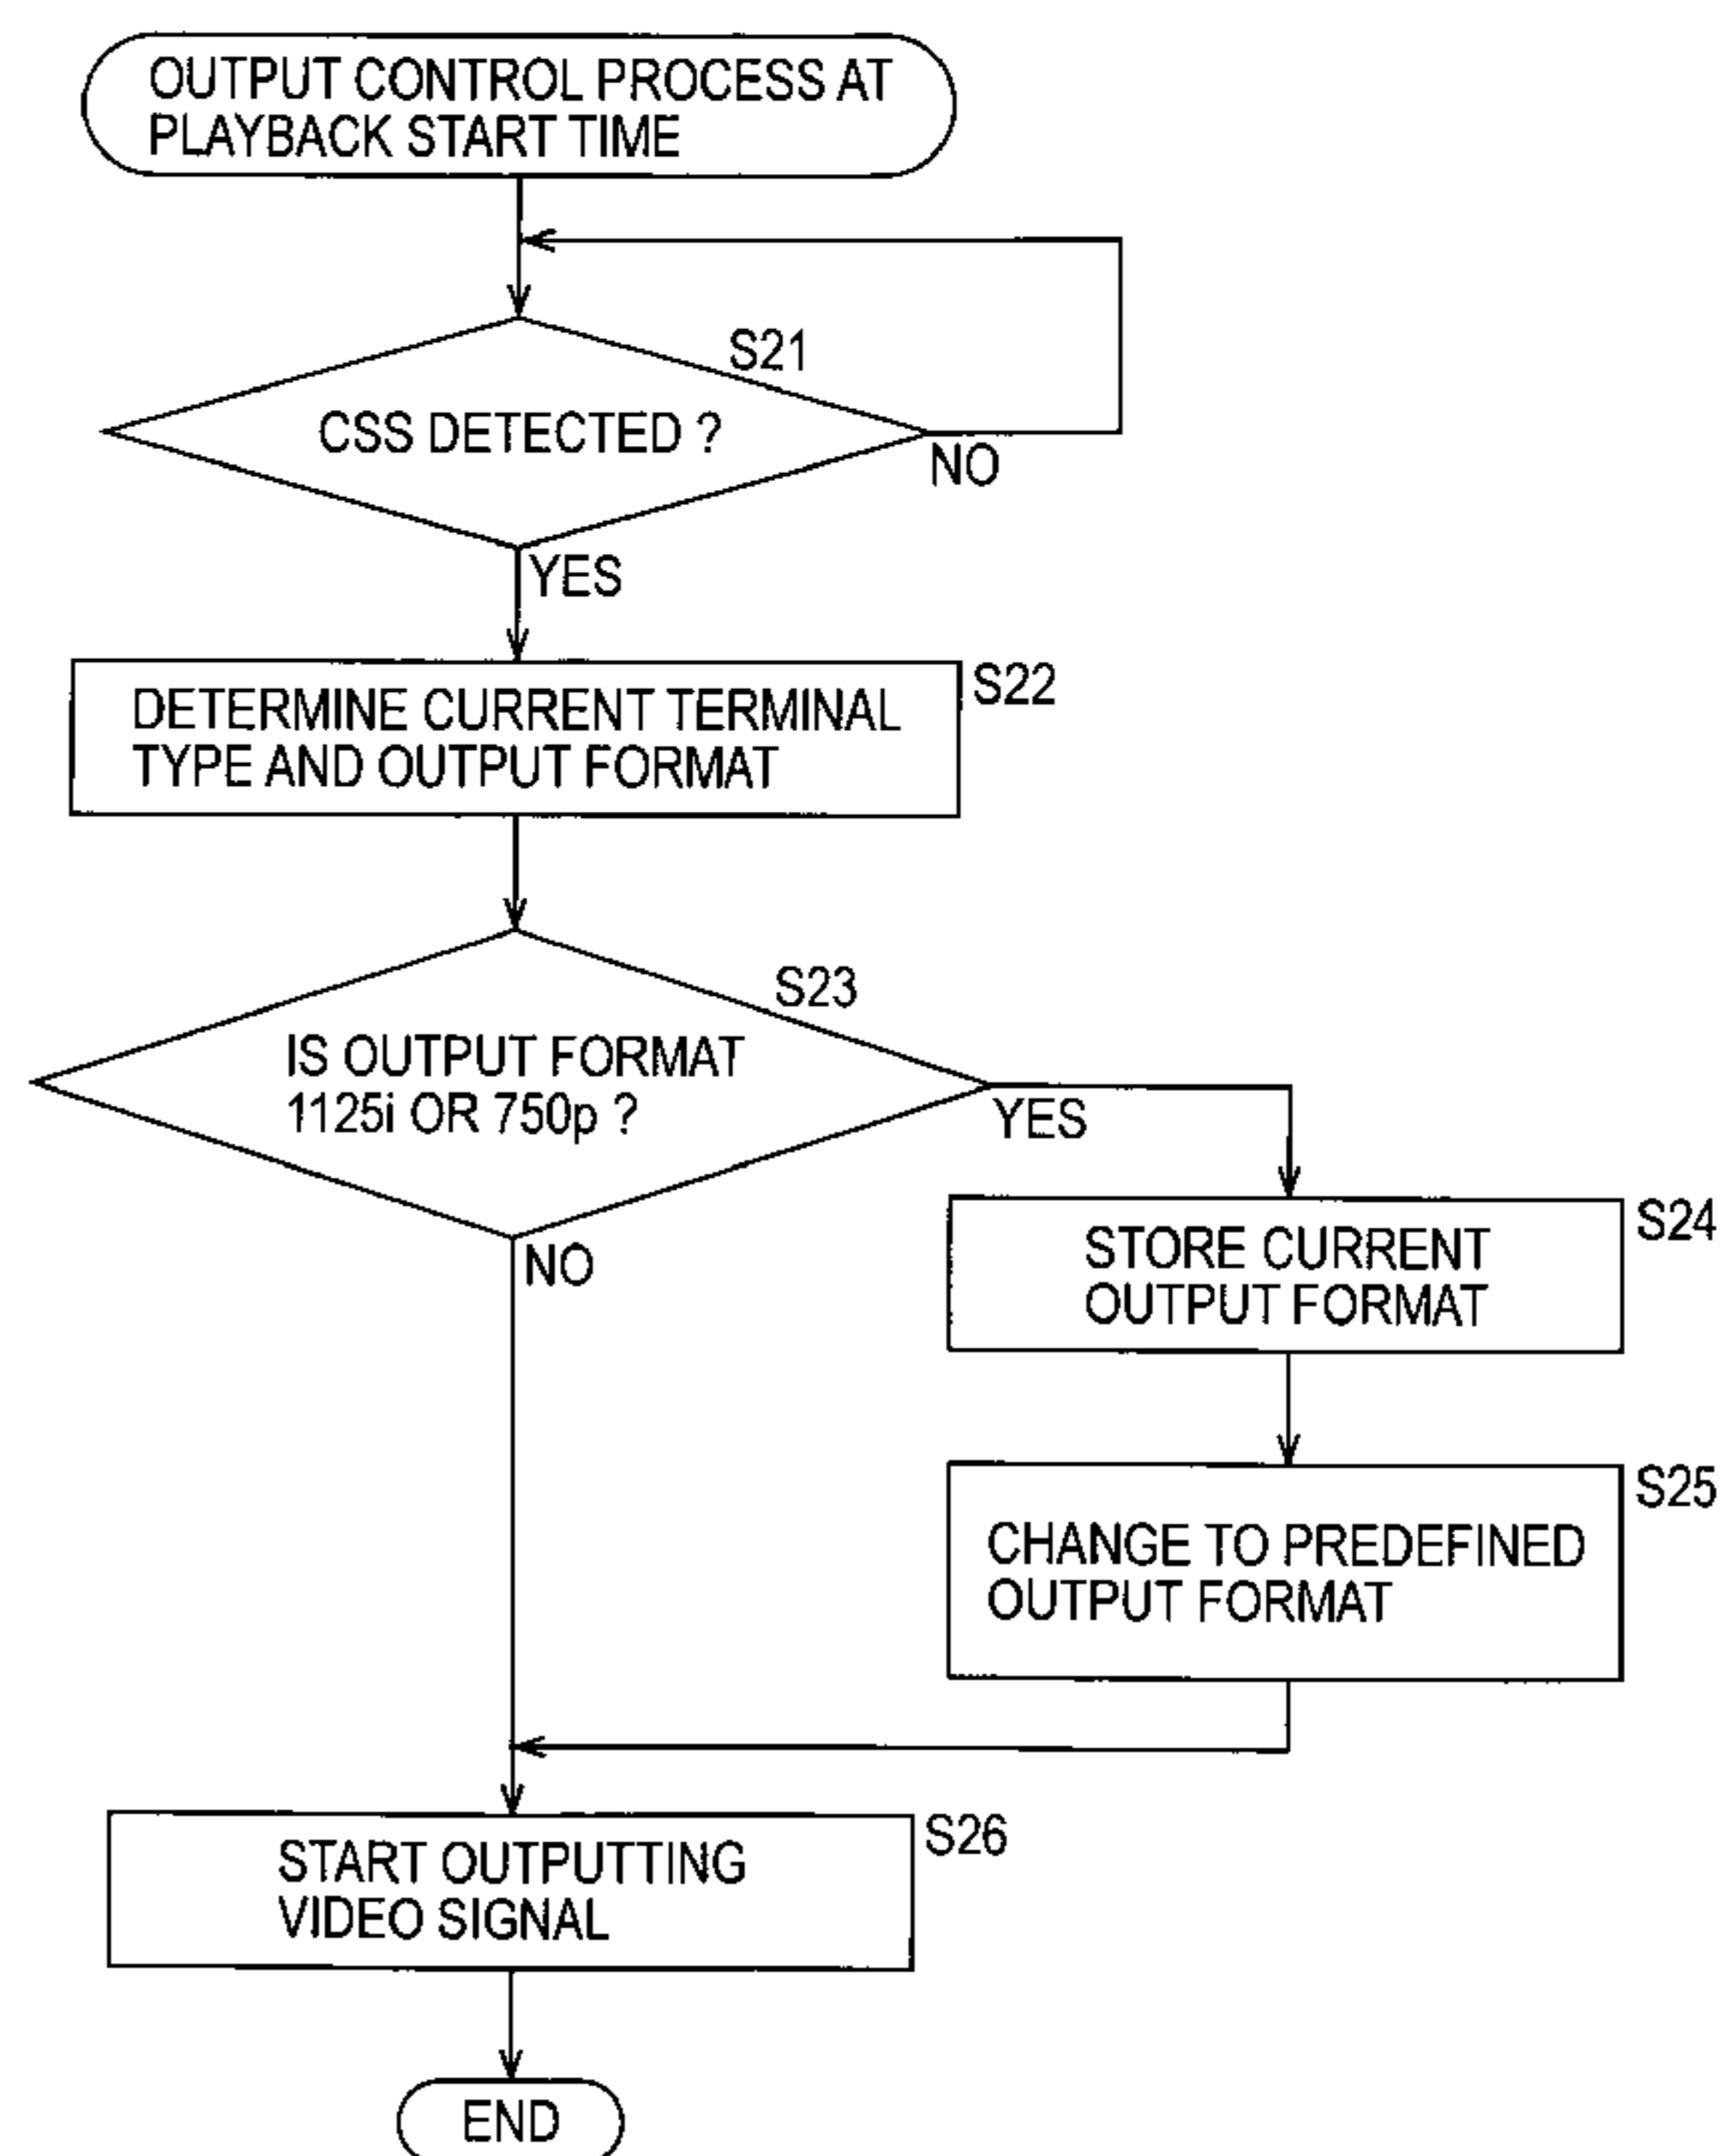 OUTPUT CONTROL PROCESS AT
PLAYBACK START TIME
S21
CSS DETECTED ?
NO
YES
S22
DETERMINE CURRENT TERMINAL
TYPE AND OUTPUT FORMAT
S23
IS OUTPUT FORMAT
1125i OR 750p ?
YES
NO
S24
STORE CURRENT
OUTPUT FORMAT
S25
CHANGE TO PREDEFINED
OUTPUT FORMAT
S26
START OUTPUTTING
VIDEO SIGNAL
END